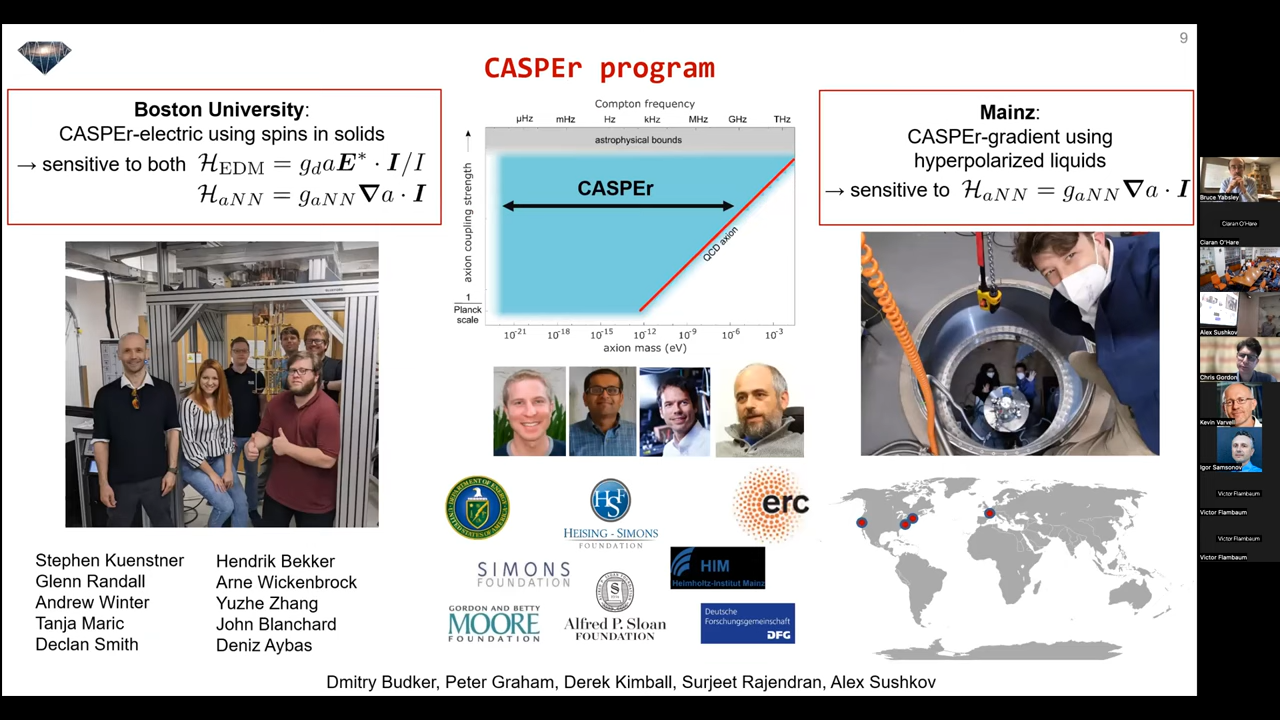 9
CASPEr program
Boston University:
CASPEr-electric using spins in solids
→ sensitive to both H_EDM = g_d a E* · I/I
H_aNN = g_aNN ∇a · I
Compton frequency
μHz mHz Hz kHz MHz GHz THz
astrophysical bounds
CASPEr
QCD axion
axion coupling strength
1
Planck
scale
10⁻²¹ 10⁻¹⁸ 10⁻¹⁵ 10⁻¹² 10⁻⁹ 10⁻⁶ 10⁻³
axion mass (eV)
Mainz:
CASPEr-gradient using
hyperpolarized liquids
→ sensitive to H_aNN = g_aNN ∇a · I
DEPARTMENT OF ENERGY
HSF
HEISING - SIMONS
FOUNDATION
erc
SIMONS
FOUNDATION
HIM
Helmholtz-Institut Mainz
GORDON AND BETTY
MOORE
FOUNDATION
S
Alfred P. Sloan
FOUNDATION
Deutsche
Forschungsgemeinschaft
DFG
Stephen Kuenstner
Glenn Randall
Andrew Winter
Tanja Maric
Declan Smith
Hendrik Bekker
Arne Wickenbrock
Yuzhe Zhang
John Blanchard
Deniz Aybas
Dmitry Budker, Peter Graham, Derek Kimball, Surjeet Rajendran, Alex Sushkov
Bruce Yabsley
Ciaran O'Hare
Ciaran O'Hare
Alex Sushkov
Chris Gordon
Kevin Varvell
Igor Samsonov
Victor Flambaum
Victor Flambaum
Victor Flambaum
Victor Flambaum